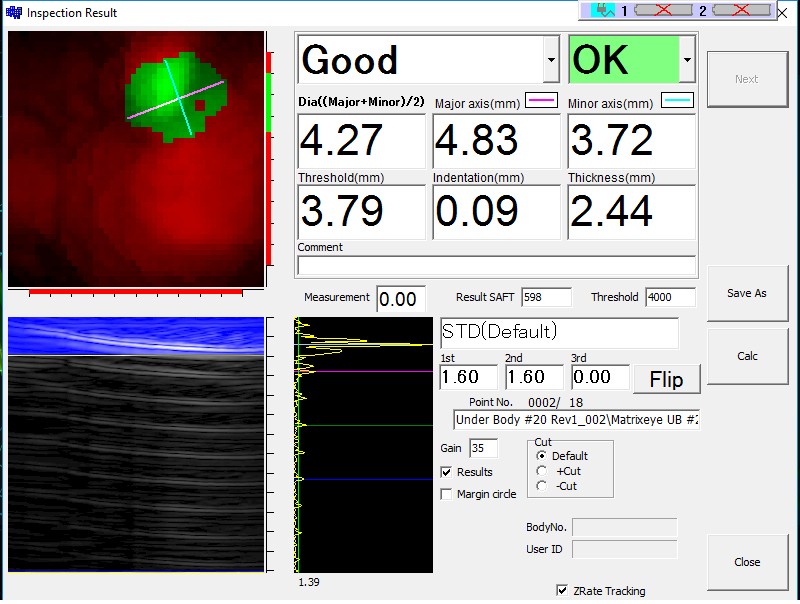 Inspection Result
1 2
Good OK
Next
Dia((Major+Minor)/2) Major axis(mm) Minor axis(mm)
4.27 4.83 3.72
Threshold(mm) Indentation(mm) Thickness(mm)
3.79 0.09 2.44
Comment
Measurement 0.00 Result SAFT 598 Threshold 4000
Save As
STD(Default)
Calc
1st 2nd 3rd
1.60 1.60 0.00 Flip
Point No. 0002/ 18
Under Body #20 Rev1_002\Matrixeye UB #2
Gain 35
Cut
Default
Results
+Cut
-Cut
Margin circle
BodyNo.
User ID
Close
1.39
ZRate Tracking